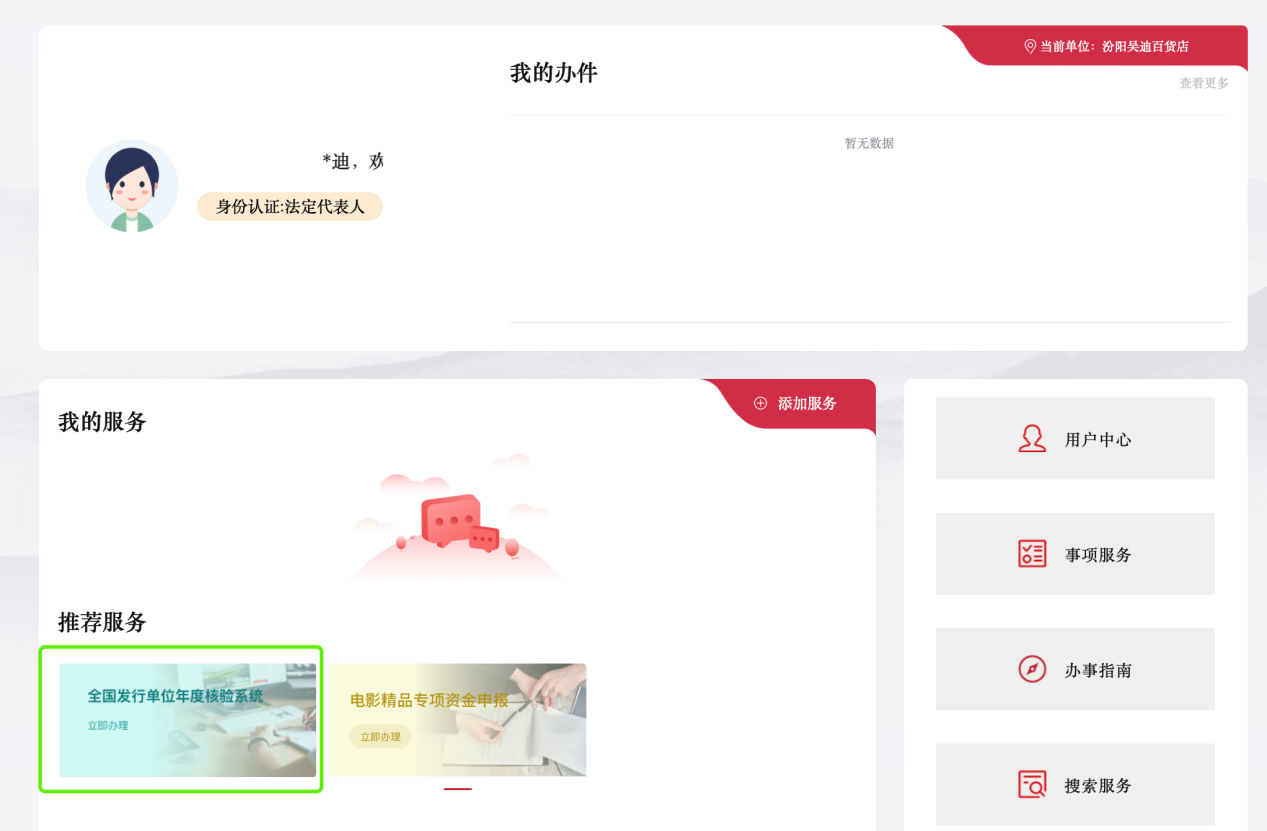 当前单位：汾阳吴迪百货店
我的办件
查看更多
暂无数据
*迪，欢
身份认证:法定代表人
我的服务
添加服务
推荐服务
全国发行单位年度核验系统
立即办理
电影精品专项资金申报
立即办理
用户中心
事项服务
办事指南
搜索服务